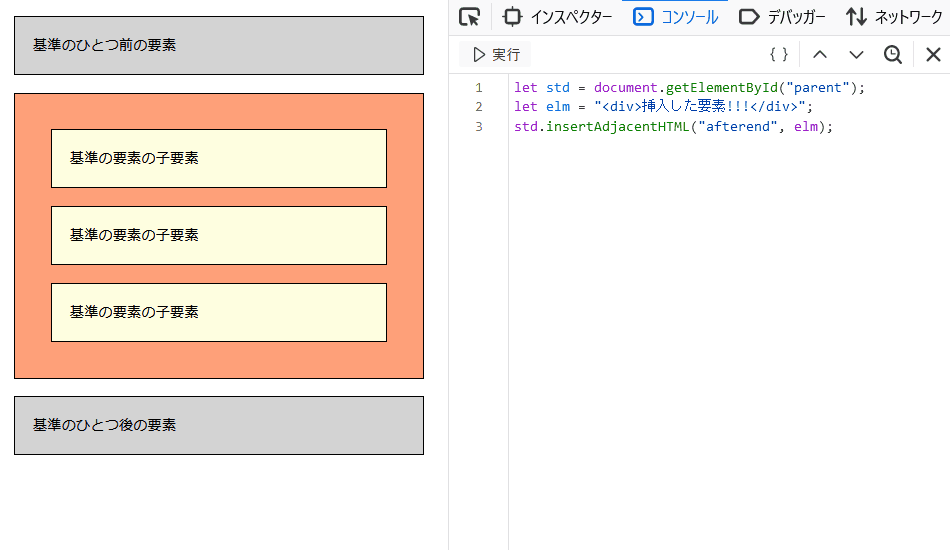 基準のひとつ前の要素
基準の要素の子要素
基準の要素の子要素
基準の要素の子要素
基準のひとつ後の要素
インスペクター コンソール デバッガー ネットワーク
実行 { }
1 let std = document.getElementById("parent");
2 let elm = "<div>挿入した要素!!!</div>";
3 std.insertAdjacentHTML("afterend", elm);